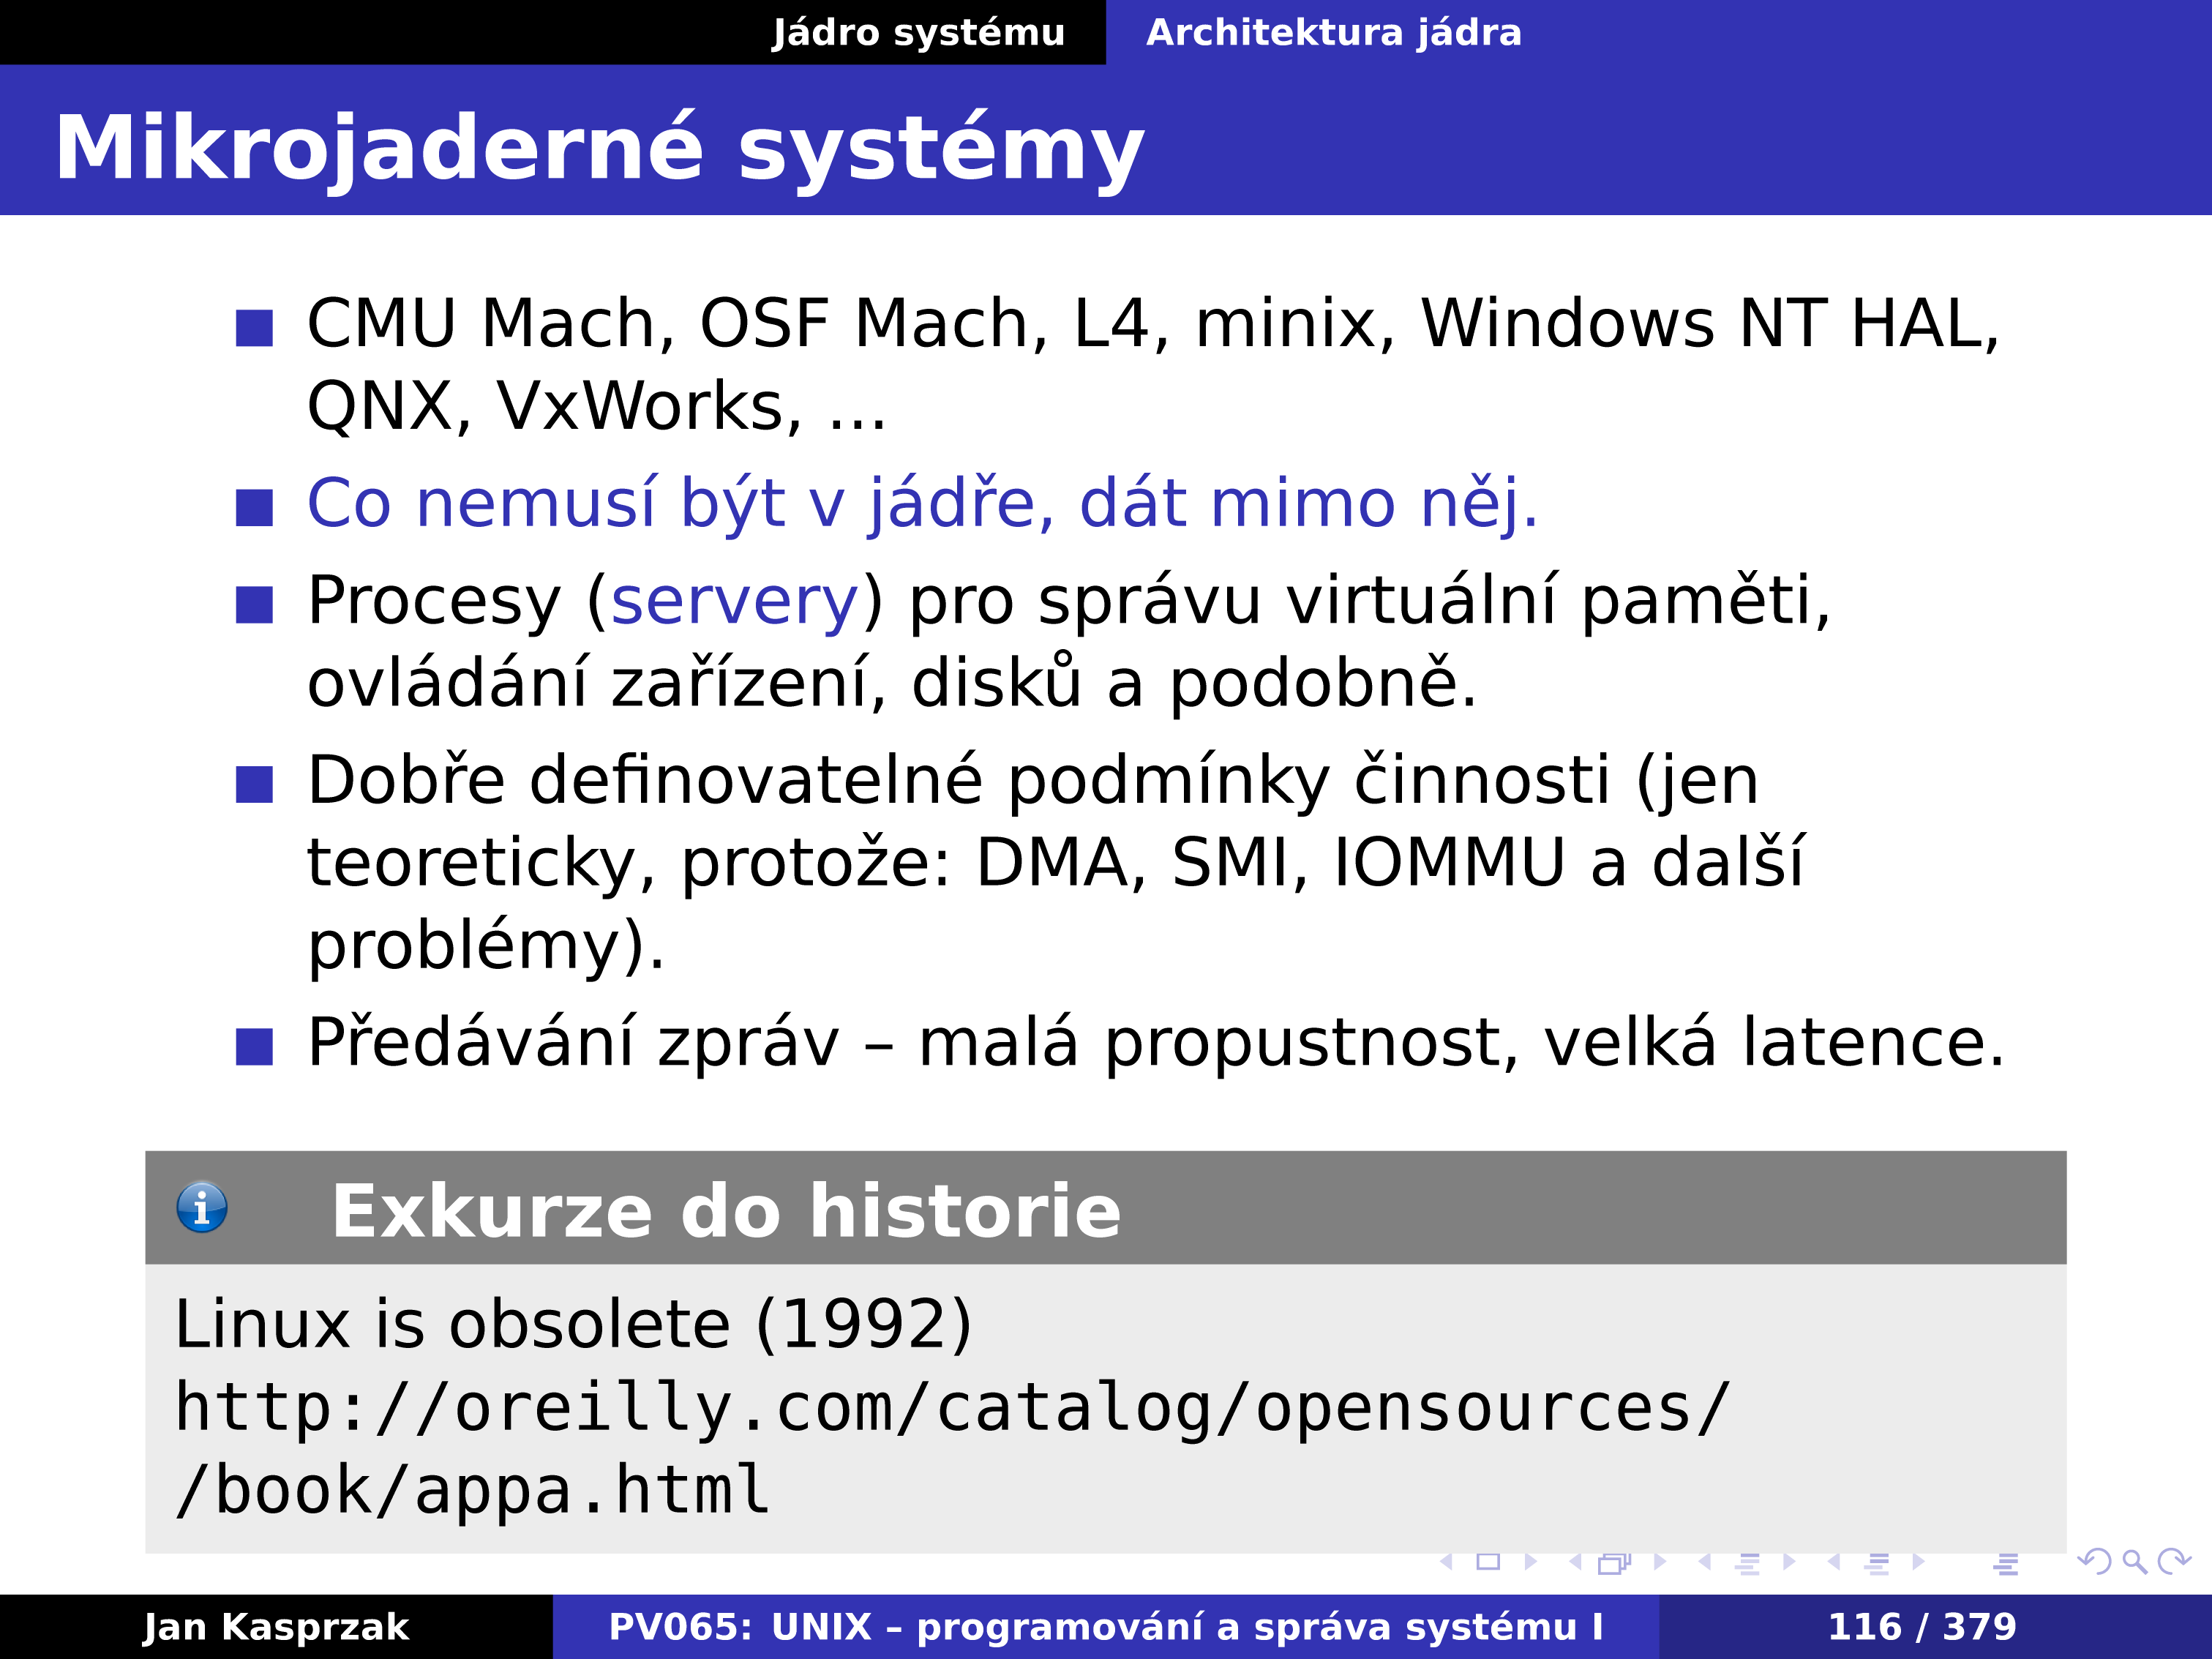 Jádro systému Architektura jádra
Mikrojaderné systémy
CMU Mach, OSF Mach, L4, minix, Windows NT HAL,
QNX, VxWorks, ...
Co nemusí být v jádře, dát mimo něj.
Procesy (servery) pro správu virtuální paměti,
ovládání zařízení, disků a podobně.
Dobře definovatelné podmínky činnosti (jen
teoreticky, protože: DMA, SMI, IOMMU a další
problémy).
Předávání zpráv – malá propustnost, velká latence.
Exkurze do historie
Linux is obsolete (1992)
http://oreilly.com/catalog/opensources/
/book/appa.html
Jan Kasprzak PV065: UNIX – programování a správa systému I 116 / 379